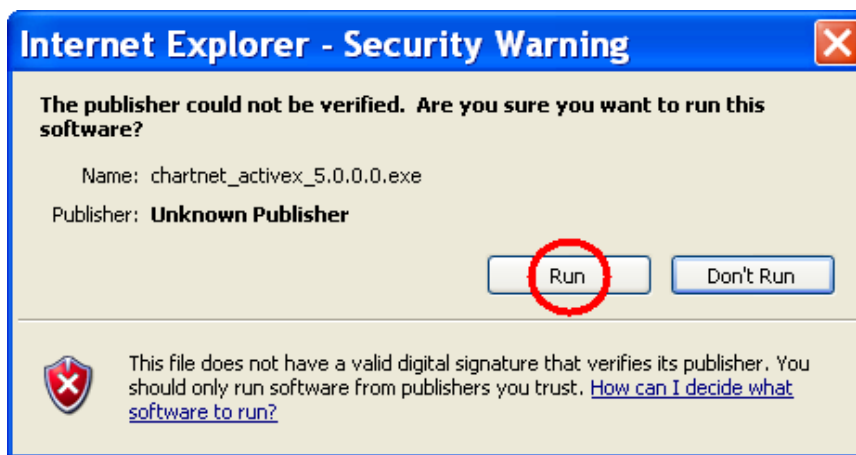 Internet Explorer - Security Warning
The publisher could not be verified.  Are you sure you want to run this
software?
Name: chartnet_activex_5.0.0.0.exe
Publisher: Unknown Publisher
Run
Don't Run
This file does not have a valid digital signature that verifies its publisher. You
should only run software from publishers you trust. How can I decide what
software to run?